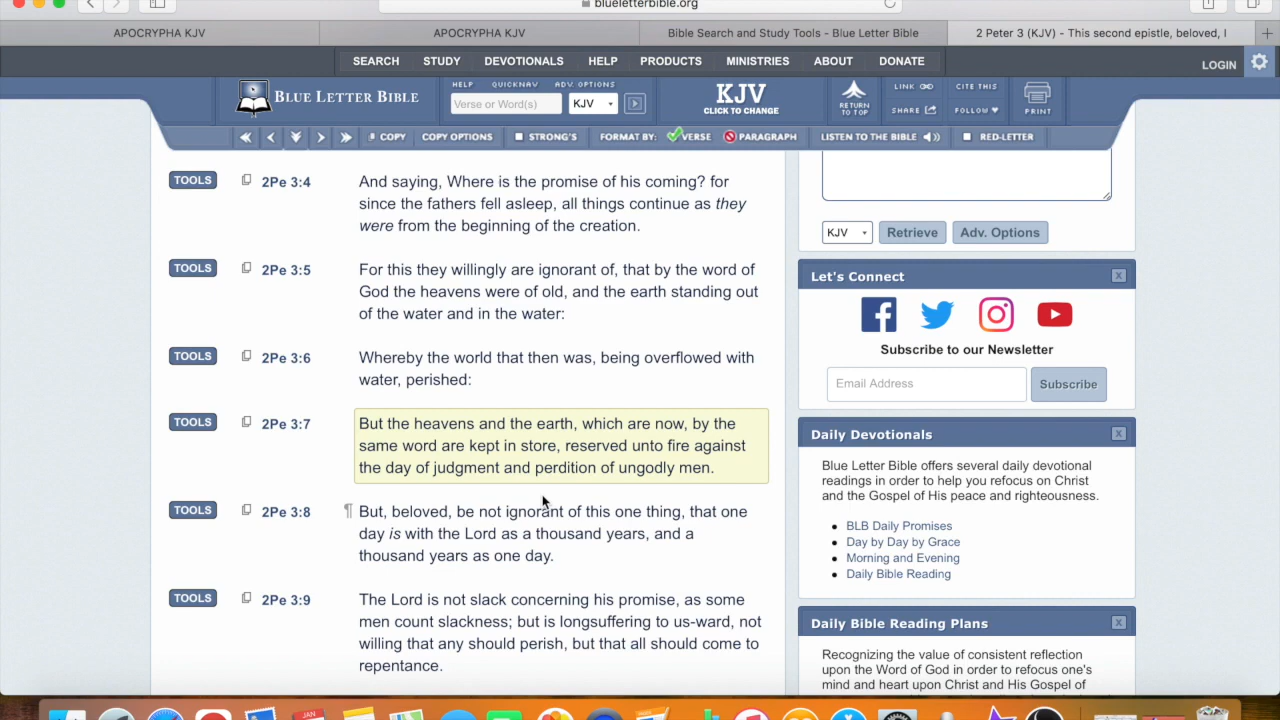 blueletterbible.org
APOCRYPHA KJV
APOCRYPHA KJV
Bible Search and Study Tools - Blue Letter Bible
2 Peter 3 (KJV) - This second epistle, beloved, I
SEARCH STUDY DEVOTIONALS HELP PRODUCTS MINISTRIES ABOUT DONATE
LOGIN
BLUE LETTER BIBLE
HELP QUICKNAV ADV. OPTIONS
Verse or Word(s) KJV
KJV
CLICK TO CHANGE
RETURN
TO TOP
LINK CITE THIS
SHARE FOLLOW
PRINT
COPY COPY OPTIONS STRONG'S FORMAT BY: VERSE PARAGRAPH LISTEN TO THE BIBLE RED-LETTER
TOOLS 2Pe 3:4 And saying, Where is the promise of his coming? for
since the fathers fell asleep, all things continue as they
were from the beginning of the creation.
TOOLS 2Pe 3:5 For this they willingly are ignorant of, that by the word of
God the heavens were of old, and the earth standing out
of the water and in the water:
TOOLS 2Pe 3:6 Whereby the world that then was, being overflowed with
water, perished:
TOOLS 2Pe 3:7 But the heavens and the earth, which are now, by the
same word are kept in store, reserved unto fire against
the day of judgment and perdition of ungodly men.
TOOLS 2Pe 3:8 ¶ But, beloved, be not ignorant of this one thing, that one
day is with the Lord as a thousand years, and a
thousand years as one day.
TOOLS 2Pe 3:9 The Lord is not slack concerning his promise, as some
men count slackness; but is longsuffering to us-ward, not
willing that any should perish, but that all should come to
repentance.
KJV Retrieve Adv. Options
Let's Connect
Subscribe to our Newsletter
Email Address Subscribe
Daily Devotionals
Blue Letter Bible offers several daily devotional
readings in order to help you refocus on Christ
and the Gospel of His peace and righteousness.
BLB Daily Promises
Day by Day by Grace
Morning and Evening
Daily Bible Reading
Daily Bible Reading Plans
Recognizing the value of consistent reflection
upon the Word of God in order to refocus one's
mind and heart upon Christ and His Gospel of
JAN